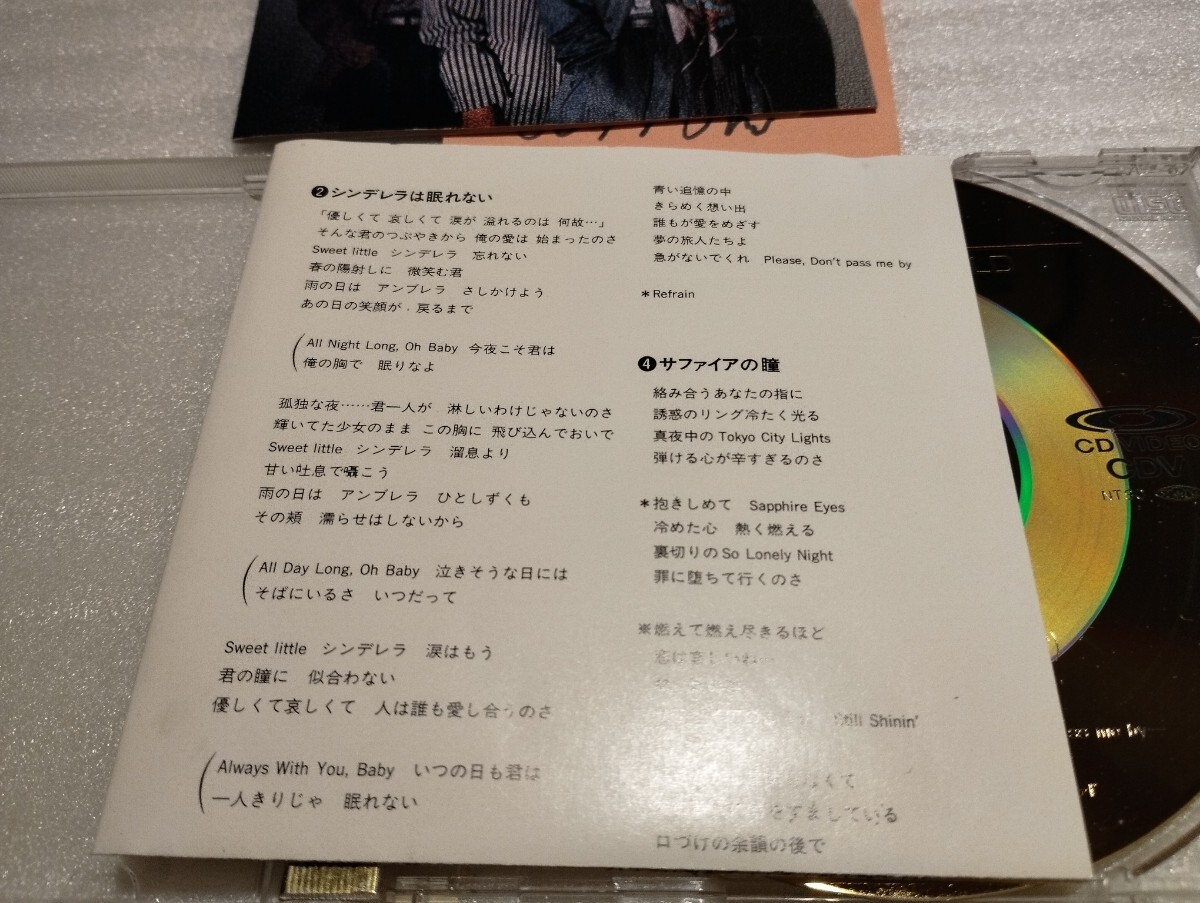 ❷シンデレラは眠れない
「優しくて 哀しくて 涙が 溢れるのは 何故…」
そんな君のつぶやきから 俺の愛は 始まったのさ
Sweet little シンデレラ 忘れない
春の陽射しに 微笑む君
雨の日は アンブレラ さしかけよう
あの日の笑顔が 戻るまで
All Night Long, Oh Baby 今夜こそ君は
俺の胸で 眠りなよ
孤独な夜……君一人が 淋しいわけじゃないのさ
輝いてた少女のまま この胸に 飛び込んでおいで
Sweet little シンデレラ 溜息より
甘い吐息で囁こう
雨の日は アンブレラ ひとしずくも
その頬 濡らせはしないから
All Day Long, Oh Baby 泣きそうな日には
そばにいるさ いつだって
Sweet little シンデレラ 涙はもう
君の瞳に 似合わない
優しくて哀しくて 人は誰も愛し合うのさ
Always With You, Baby いつの日も君は
一人きりじゃ 眠れない
青い追憶の中
きらめく想い出
誰もが愛をめざす
夢の旅人たちよ
急がないでくれ Please, Don't pass me by
*Refrain
❹サファイアの瞳
絡み合うあなたの指に
誘惑のリング冷たく光る
真夜中のTokyo City Lights
弾ける心が辛すぎるのさ
*抱きしめて Sapphire Eyes
冷めた心 熱く燃える
裏切りのSo Lonely Night
罪に堕ちて行くのさ
※燃えて燃え尽きるほど
Still Shinin'
くて
をすましている
口づけの余韻の後で
disc
CD VIDEO
CDV
NTSC
me by